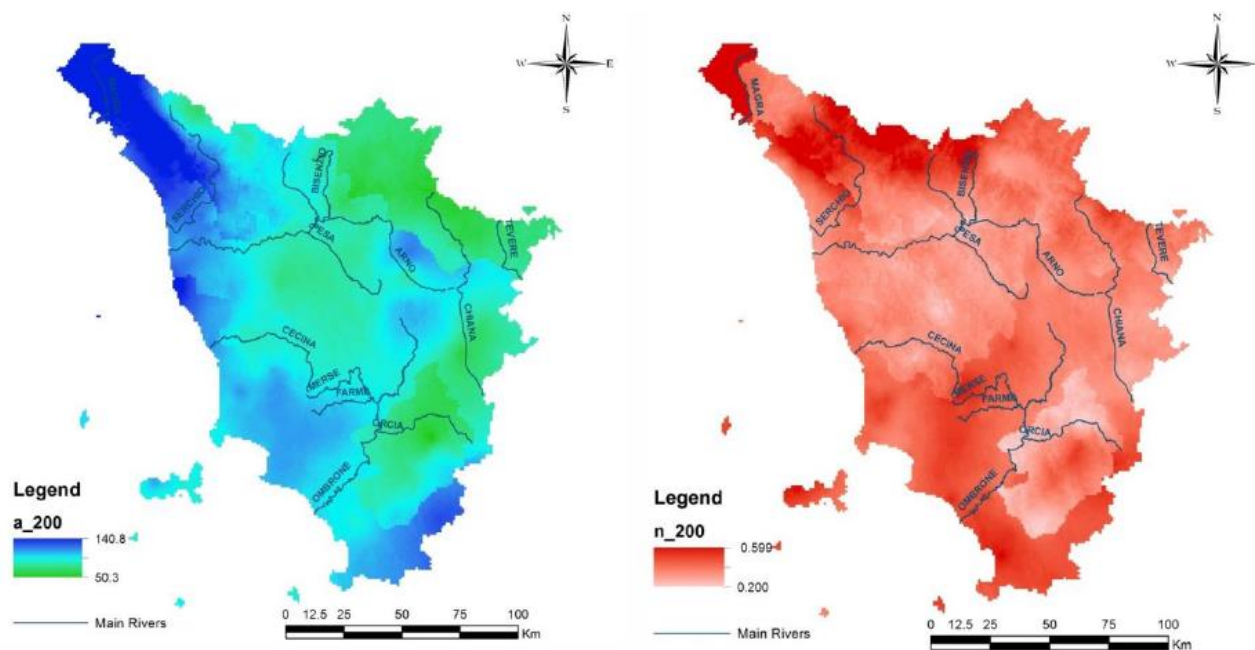 N
W E
S
MAGRA
SERCHIO
BISENZIO
PESA
ARNO
TEVERE
CHIANA
CECINA
MERSE
FARMA
ORCIA
OMBRONE
Legend
a_200
140.8
50.3
Main Rivers
0 12.5 25 50 75 100
Km
N
W E
S
MAGRA
SERCHIO
BISENZIO
PESA
ARNO
TEVERE
CHIANA
CECINA
MERSE
FARMA
ORCIA
OMBRONE
Legend
n_200
0.599
0.200
Main Rivers
0 12.5 25 50 75 100
Km